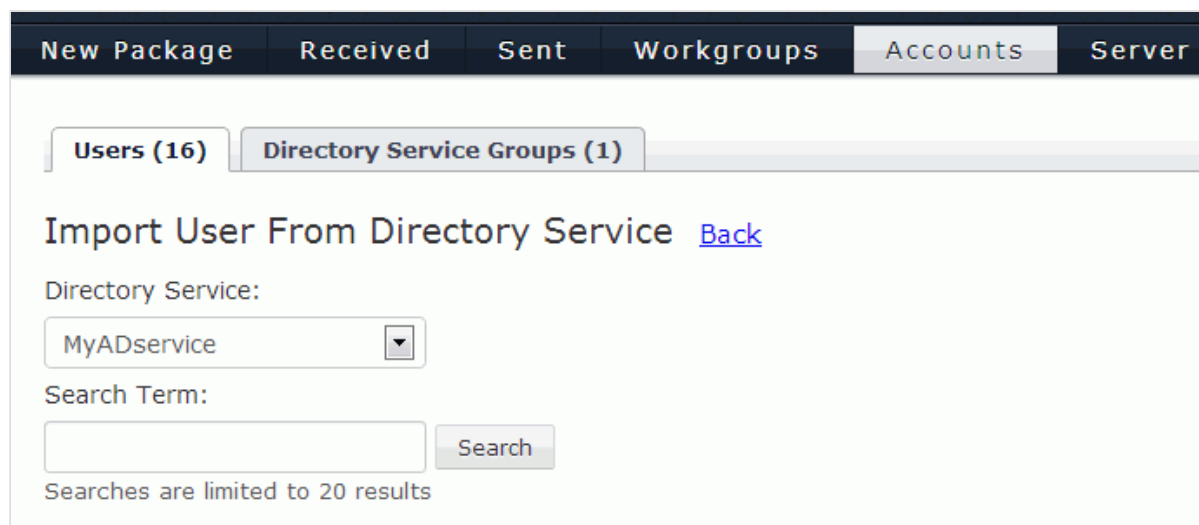 New Package Received Sent Workgroups Accounts Server
Users (16) Directory Service Groups (1)
Import User From Directory Service Back
Directory Service:
MyADservice
Search Term:
Search
Searches are limited to 20 results